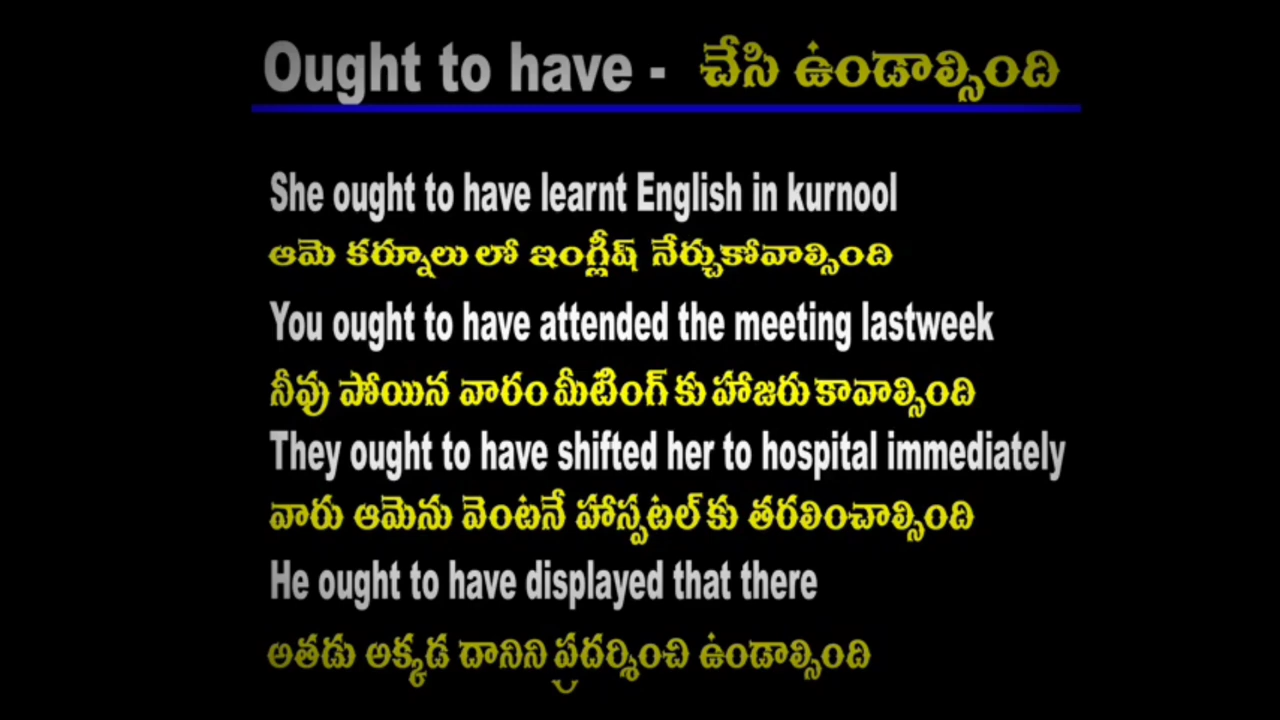 Ought to have - చేసి ఉండాల్సింది
She ought to have learnt English in kurnool
ఆమె కర్నూలు లో ఇంగ్లీష్ నేర్చుకోవాల్సింది
You ought to have attended the meeting lastweek
నీవు పోయిన వారం మీటింగ్ కు హాజరు కావాల్సింది
They ought to have shifted her to hospital immediately
వారు ఆమెను వెంటనే హాస్పటల్ కు తరలించాల్సింది
He ought to have displayed that there
అతడు అక్కడ దానిని ప్రదర్శించి ఉండాల్సింది